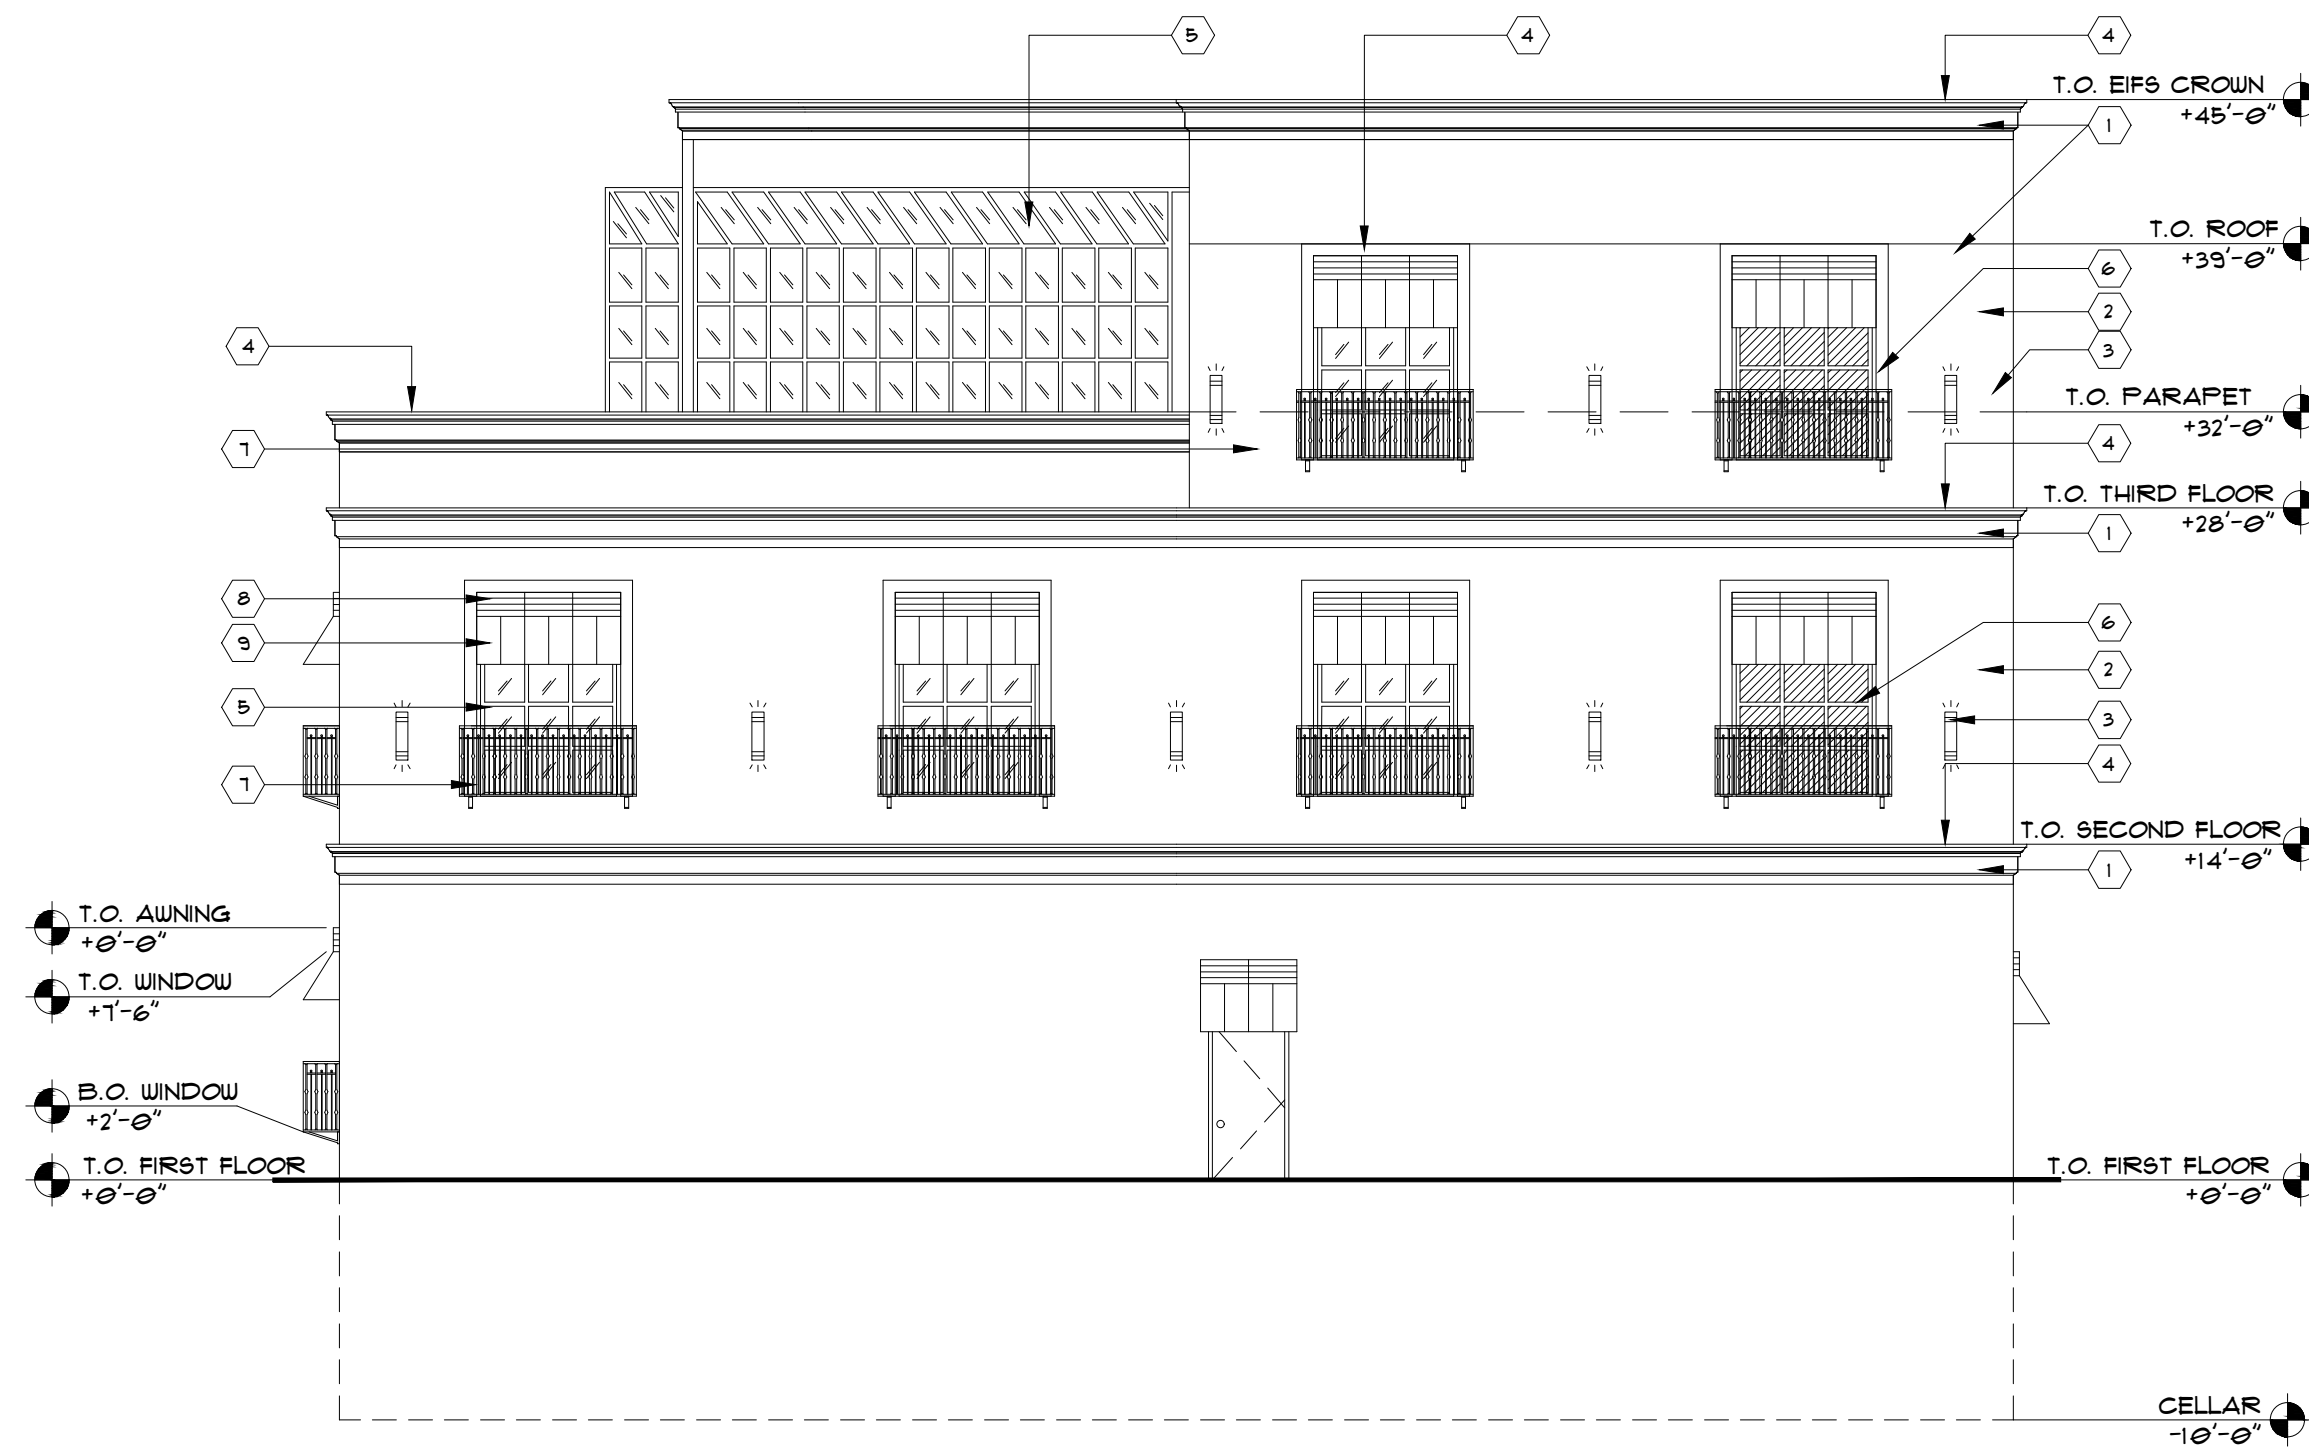 5
4
4
T.O. EIFS CROWN
+45'-0"
1
T.O. ROOF
+39'-0"
6
2
4
3
T.O. PARAPET
+32'-0"
7
4
T.O. THIRD FLOOR
+28'-0"
1
8
6
9
2
5
3
4
7
T.O. SECOND FLOOR
+14'-0"
1
T.O. AWNING
+0'-0"
T.O. WINDOW
+7'-6"
B.O. WINDOW
+2'-0"
T.O. FIRST FLOOR
+0'-0"
T.O. FIRST FLOOR
+0'-0"
CELLAR
-10'-0"